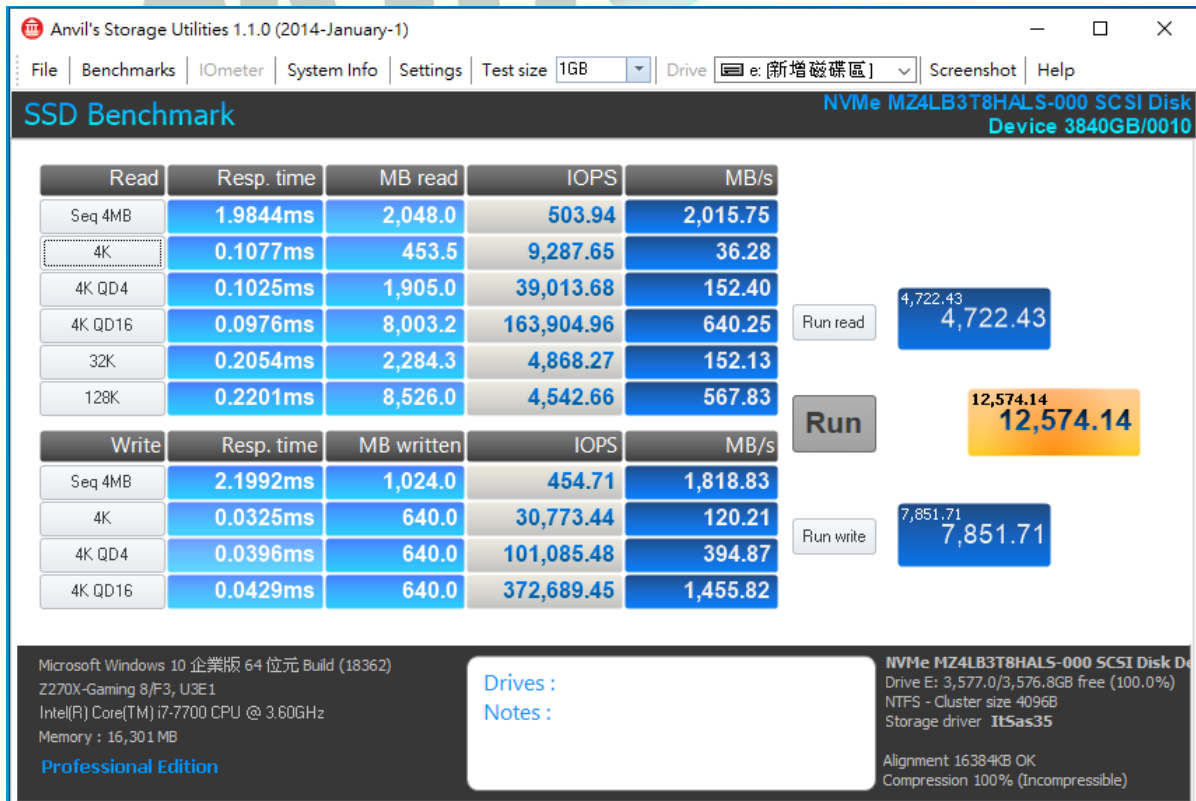 Anvil's Storage Utilities 1.1.0 (2014-January-1)
File Benchmarks IOmeter System Info Settings Test size 1GB Drive e: [新增磁碟區] Screenshot Help
SSD Benchmark
NVMe MZ4LB3T8HALS-000 SCSI Disk
Device 3840GB/0010
Read Resp. time MB read IOPS MB/s
Seq 4MB 1.9844ms 2,048.0 503.94 2,015.75
4K 0.1077ms 453.5 9,287.65 36.28
4K QD4 0.1025ms 1,905.0 39,013.68 152.40
4K QD16 0.0976ms 8,003.2 163,904.96 640.25
32K 0.2054ms 2,284.3 4,868.27 152.13
128K 0.2201ms 8,526.0 4,542.66 567.83
Run read
4,722.43
4,722.43
Run
12,574.14
12,574.14
Write Resp. time MB written IOPS MB/s
Seq 4MB 2.1992ms 1,024.0 454.71 1,818.83
4K 0.0325ms 640.0 30,773.44 120.21
4K QD4 0.0396ms 640.0 101,085.48 394.87
4K QD16 0.0429ms 640.0 372,689.45 1,455.82
Run write
7,851.71
7,851.71
Microsoft Windows 10 企業版 64 位元 Build (18362)
Z270X-Gaming 8/F3, U3E1
Intel(R) Core(TM) i7-7700 CPU @ 3.60GHz
Memory : 16,301 MB
Professional Edition
Drives :
Notes :
NVMe MZ4LB3T8HALS-000 SCSI Disk De
Drive E: 3,577.0/3,576.8GB free (100.0%)
NTFS - Cluster size 4096B
Storage driver ItSas35
Alignment 16384KB OK
Compression 100% (Incompressible)